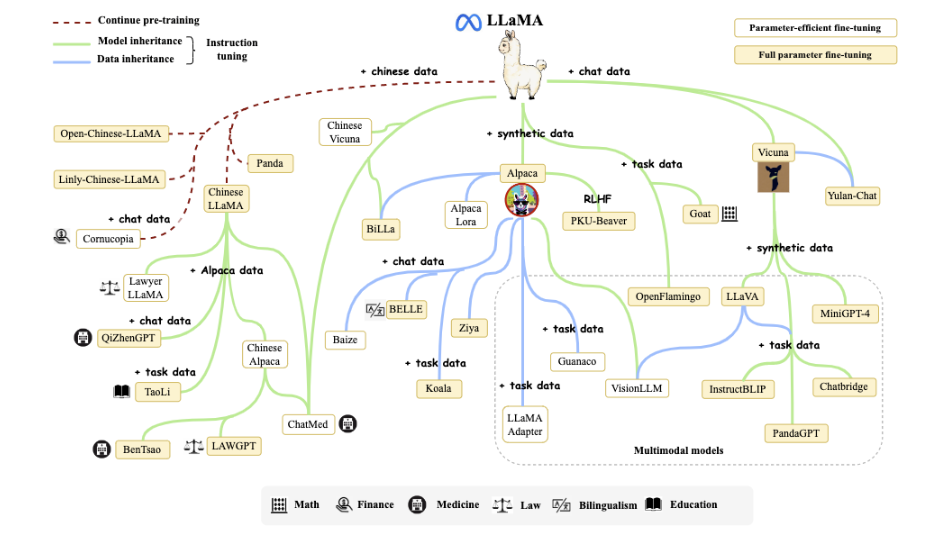 LLaMA
Continue pre-training
Model inheritance
Data inheritance
Instruction
tuning
Parameter-efficient fine-tuning
Full parameter fine-tuning
+ chinese data
+ chat data
Chinese
Vicuna
+ synthetic data
Open-Chinese-LLaMA
Panda
Linly-Chinese-LLaMA
Chinese
LLaMA
+ chat data
Cornucopia
Alpaca
+ task data
Vicuna
Yulan-Chat
BiLLa
Alpaca
Lora
RLHF
PKU-Beaver
Goat
Lawyer
LLaMA
+ Alpaca data
+ chat data
+ synthetic data
BELLE
OpenFlamingo
LLaVA
MiniGPT-4
+ chat data
QiZhenGPT
Baize
Ziya
+ task data
+ task data
Chinese
Alpaca
Guanaco
+ task data
TaoLi
+ task data
Koala
+ task data
VisionLLM
InstructBLIP
Chatbridge
ChatMed
LLaMA
Adapter
PandaGPT
BenTsao
LAWGPT
Multimodal models
Math
Finance
Medicine
Law
Bilingualism
Education